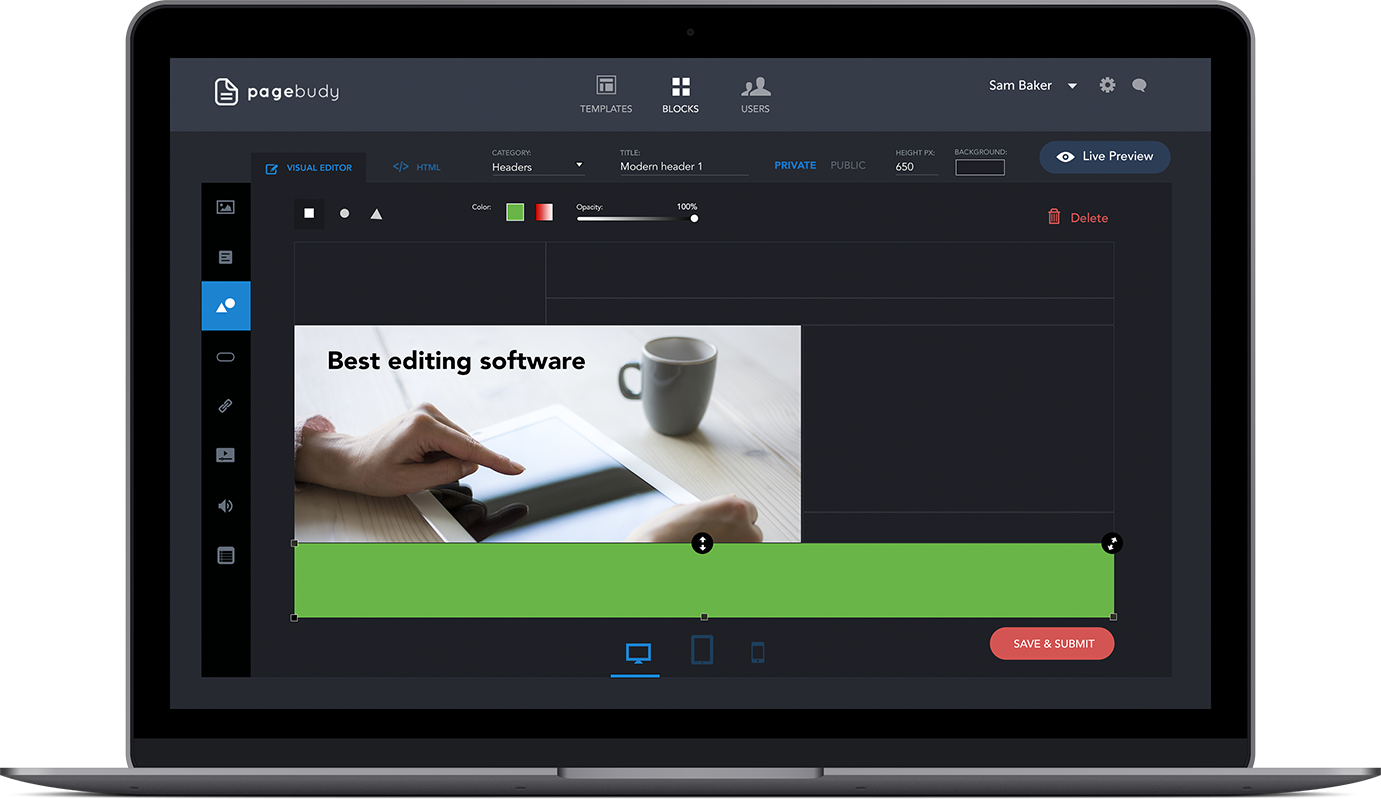 pagebudy
TEMPLATES
BLOCKS
USERS
Sam Baker
VISUAL EDITOR
</> HTML
CATEGORY:
Headers
TITLE:
Modern header 1
PRIVATE
PUBLIC
HEIGHT PX:
650
BACKGROUND:
Live Preview
Color:
Opacity:
100%
Delete
Best editing software
SAVE & SUBMIT